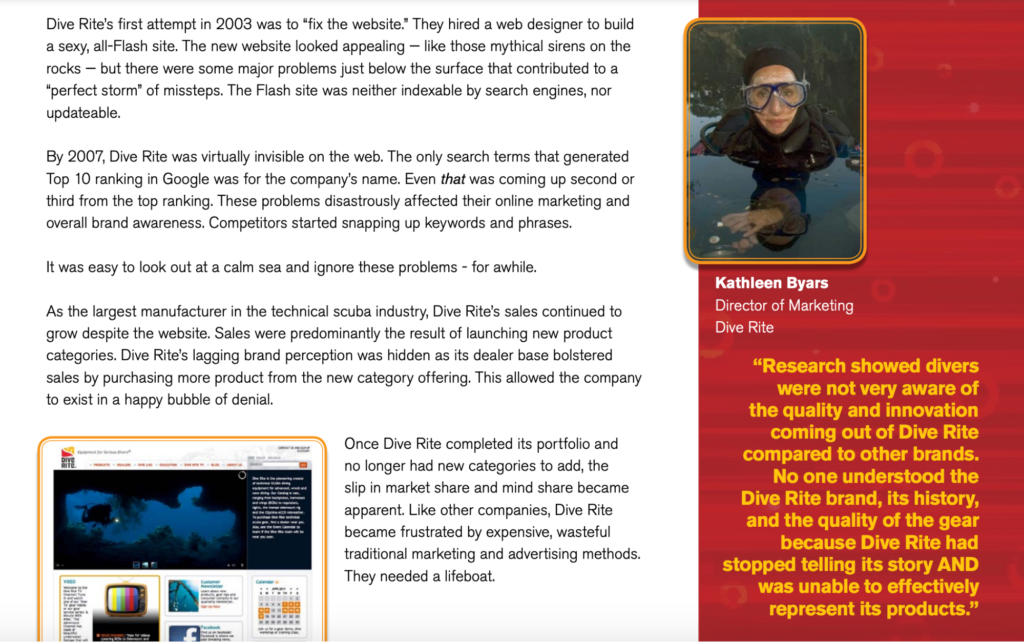 Dive Rite’s first attempt in 2003 was to “fix the website.” They hired a web designer to build
a sexy, all-Flash site. The new website looked appealing — like those mythical sirens on the
rocks — but there were some major problems just below the surface that contributed to a
“perfect storm” of missteps. The Flash site was neither indexable by search engines, nor
updateable.
By 2007, Dive Rite was virtually invisible on the web. The only search terms that generated
Top 10 ranking in Google was for the company’s name. Even that was coming up second or
third from the top ranking. These problems disastrously affected their online marketing and
overall brand awareness. Competitors started snapping up keywords and phrases.
It was easy to look out at a calm sea and ignore these problems - for awhile.
As the largest manufacturer in the technical scuba industry, Dive Rite’s sales continued to
grow despite the website. Sales were predominantly the result of launching new product
categories. Dive Rite’s lagging brand perception was hidden as its dealer base bolstered
sales by purchasing more product from the new category offering. This allowed the company
to exist in a happy bubble of denial.
Once Dive Rite completed its portfolio and
no longer had new categories to add, the
slip in market share and mind share became
apparent. Like other companies, Dive Rite
became frustrated by expensive, wasteful
traditional marketing and advertising methods.
They needed a lifeboat.
DIVE
RITE
VIDEO
Customer
Newsletter
Calendar
Facebook
Kathleen Byars
Director of Marketing
Dive Rite
“Research showed divers
were not very aware of
the quality and innovation
coming out of Dive Rite
compared to other brands.
No one understood the
Dive Rite brand, its history,
and the quality of the gear
because Dive Rite had
stopped telling its story AND
was unable to effectively
represent its products.”